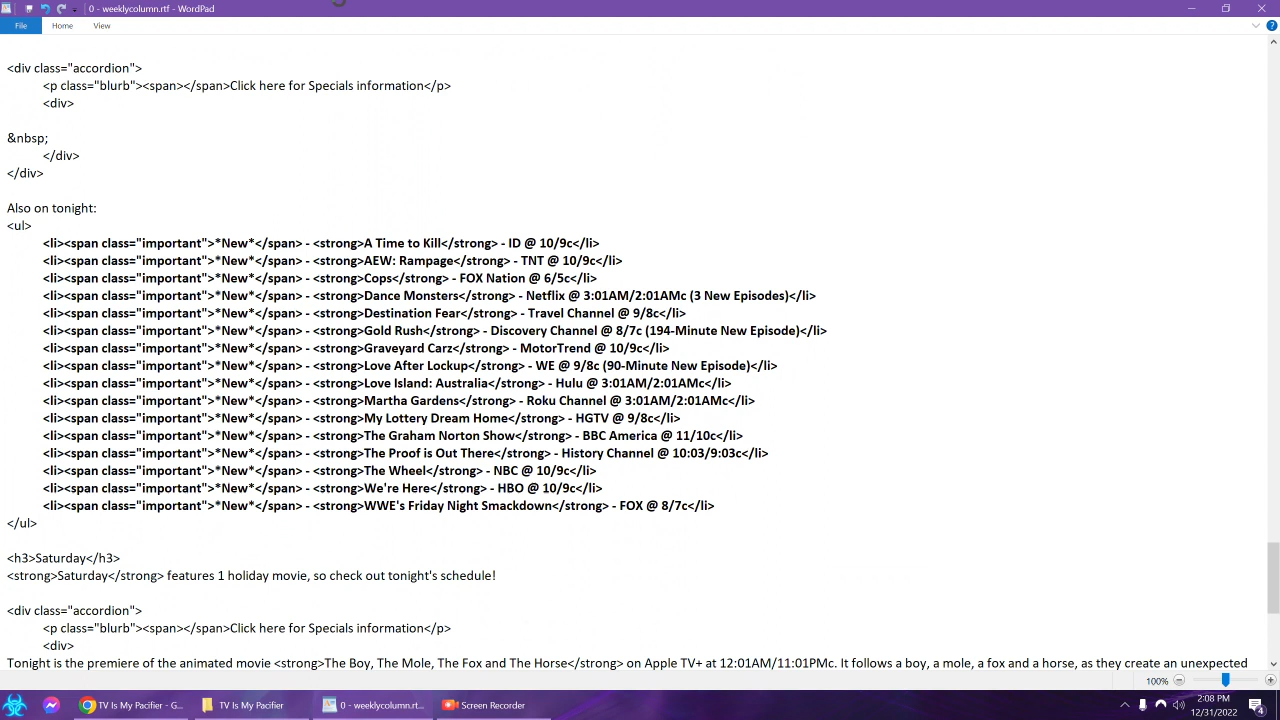 0 - weeklycolumn.rtf - WordPad
File Home View
<div class="accordion">
<p class="blurb"><span></span>Click here for Specials information</p>
<div>
&nbsp;
</div>
</div>
Also on tonight:
<ul>
<li><span class="important">*New*</span> - <strong>A Time to Kill</strong> - ID @ 10/9c</li>
<li><span class="important">*New*</span> - <strong>AEW: Rampage</strong> - TNT @ 10/9c</li>
<li><span class="important">*New*</span> - <strong>Cops</strong> - FOX Nation @ 6/5c</li>
<li><span class="important">*New*</span> - <strong>Dance Monsters</strong> - Netflix @ 3:01AM/2:01AMc (3 New Episodes)</li>
<li><span class="important">*New*</span> - <strong>Destination Fear</strong> - Travel Channel @ 9/8c</li>
<li><span class="important">*New*</span> - <strong>Gold Rush</strong> - Discovery Channel @ 8/7c (194-Minute New Episode)</li>
<li><span class="important">*New*</span> - <strong>Graveyard Carz</strong> - MotorTrend @ 10/9c</li>
<li><span class="important">*New*</span> - <strong>Love After Lockup</strong> - WE @ 9/8c (90-Minute New Episode)</li>
<li><span class="important">*New*</span> - <strong>Love Island: Australia</strong> - Hulu @ 3:01AM/2:01AMc</li>
<li><span class="important">*New*</span> - <strong>Martha Gardens</strong> - Roku Channel @ 3:01AM/2:01AMc</li>
<li><span class="important">*New*</span> - <strong>My Lottery Dream Home</strong> - HGTV @ 9/8c</li>
<li><span class="important">*New*</span> - <strong>The Graham Norton Show</strong> - BBC America @ 11/10c</li>
<li><span class="important">*New*</span> - <strong>The Proof is Out There</strong> - History Channel @ 10:03/9:03c</li>
<li><span class="important">*New*</span> - <strong>The Wheel</strong> - NBC @ 10/9c</li>
<li><span class="important">*New*</span> - <strong>We're Here</strong> - HBO @ 10/9c</li>
<li><span class="important">*New*</span> - <strong>WWE's Friday Night Smackdown</strong> - FOX @ 8/7c</li>
</ul>
<h3>Saturday</h3>
<strong>Saturday</strong> features 1 holiday movie, so check out tonight's schedule!
<div class="accordion">
<p class="blurb"><span></span>Click here for Specials information</p>
<div>
Tonight is the premiere of the animated movie <strong>The Boy, The Mole, The Fox and The Horse</strong> on Apple TV+ at 12:01AM/11:01PMc. It follows a boy, a mole, a fox and a horse, as they create an unexpected
100%
TV Is My Pacifier - G... TV Is My Pacifier 0 - weeklycolumn.rt... Screen Recorder 2:08 PM
12/31/2022 4